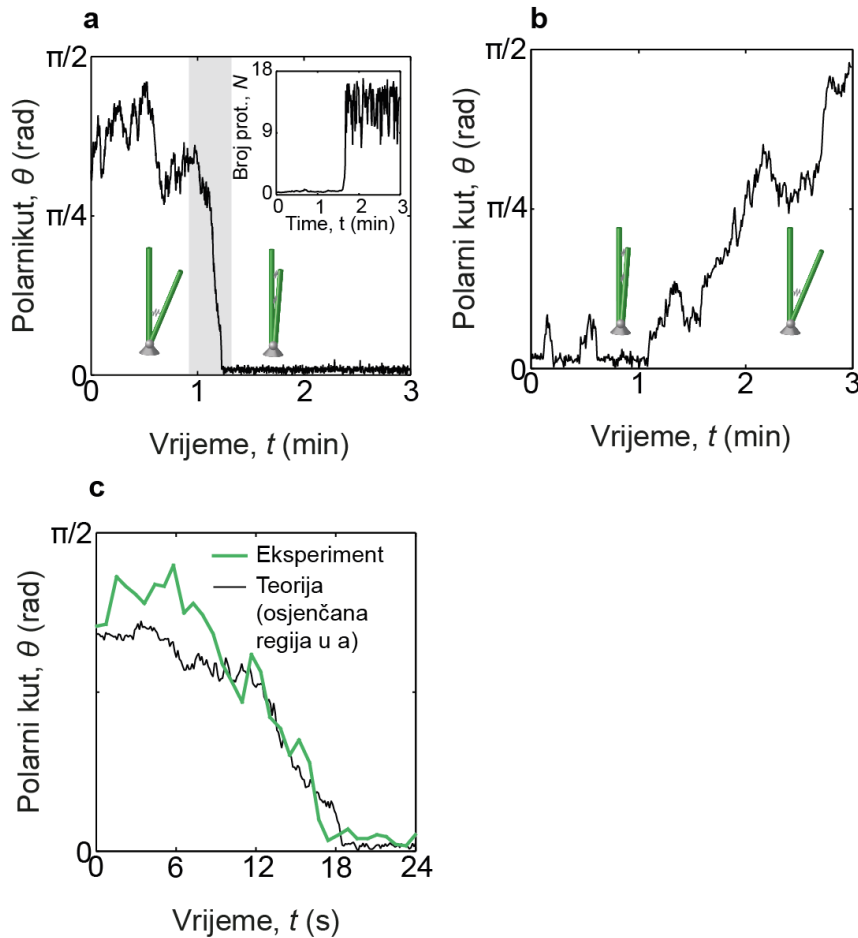 a
π/2
π/4
0
Polarnikut, θ (rad)
0 1 2 3
Vrijeme, t (min)
18
9
0
Broj prot., N
0 1 2 3
Time, t (min)
b
π/2
π/4
0
Polarni kut, θ (rad)
0 1 2 3
Vrijeme, t (min)
c
π/2
0
Polarni kut, θ (rad)
Eksperiment
Teorija
(osjenčana
regija u a)
0 6 12 18 24
Vrijeme, t (s)